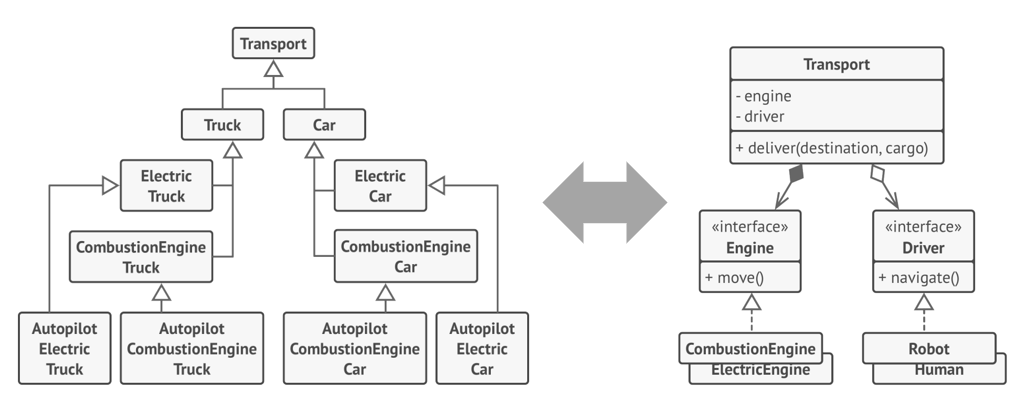 Transport
Truck
Car
Electric
Truck
Electric
Car
CombustionEngine
Truck
CombustionEngine
Car
Autopilot
Electric
Truck
Autopilot
CombustionEngine
Truck
Autopilot
CombustionEngine
Car
Autopilot
Electric
Car
Transport
- engine
- driver
+ deliver(destination, cargo)
«interface»
Engine
+ move()
«interface»
Driver
+ navigate()
CombustionEngine
ElectricEngine
Robot
Human